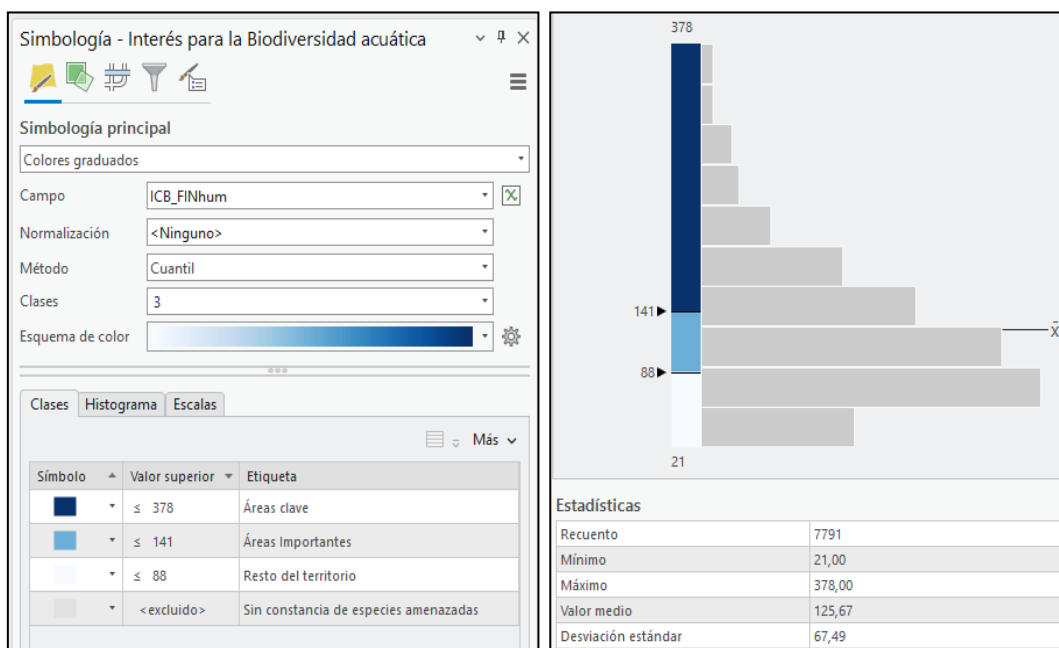 Simbología - Interés para la Biodiversidad acuática
Simbología principal
Colores graduados
Campo ICB_FINhum
Normalización <Ninguno>
Método Cuantil
Clases 3
Esquema de color
Clases Histograma Escalas
Más
Símbolo Valor superior Etiqueta
≤ 378 Áreas clave
≤ 141 Áreas Importantes
≤ 88 Resto del territorio
<excluido> Sin constancia de especies amenazadas
378
141
x̄
88
21
Estadísticas
Recuento 7791
Mínimo 21,00
Máximo 378,00
Valor medio 125,67
Desviación estándar 67,49